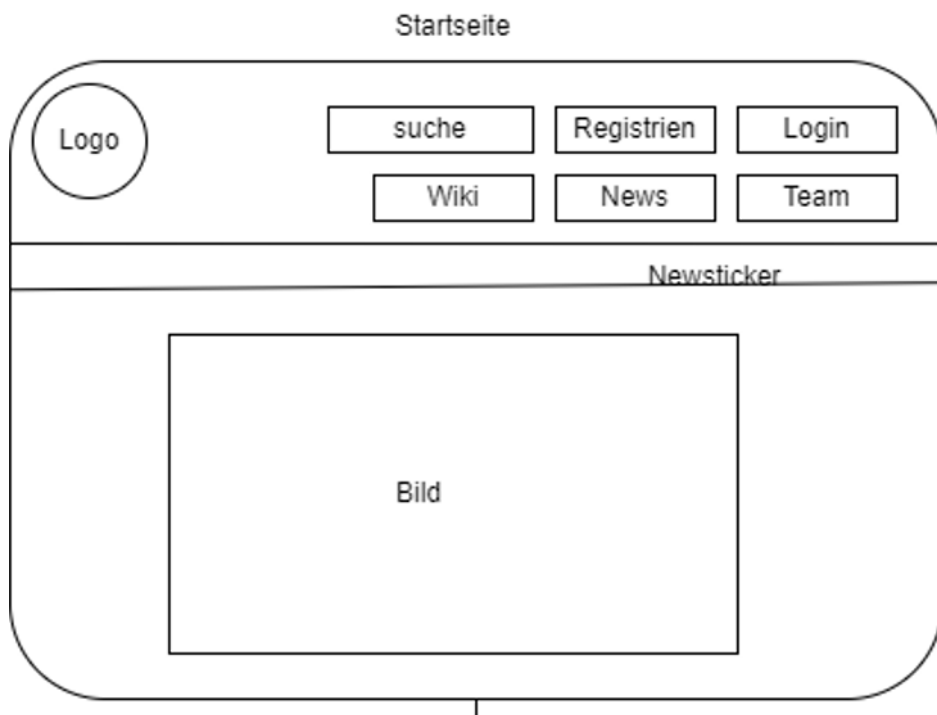 Startseite
Logo
suche
Registrien
Login
Wiki
News
Team
Newsticker
Bild